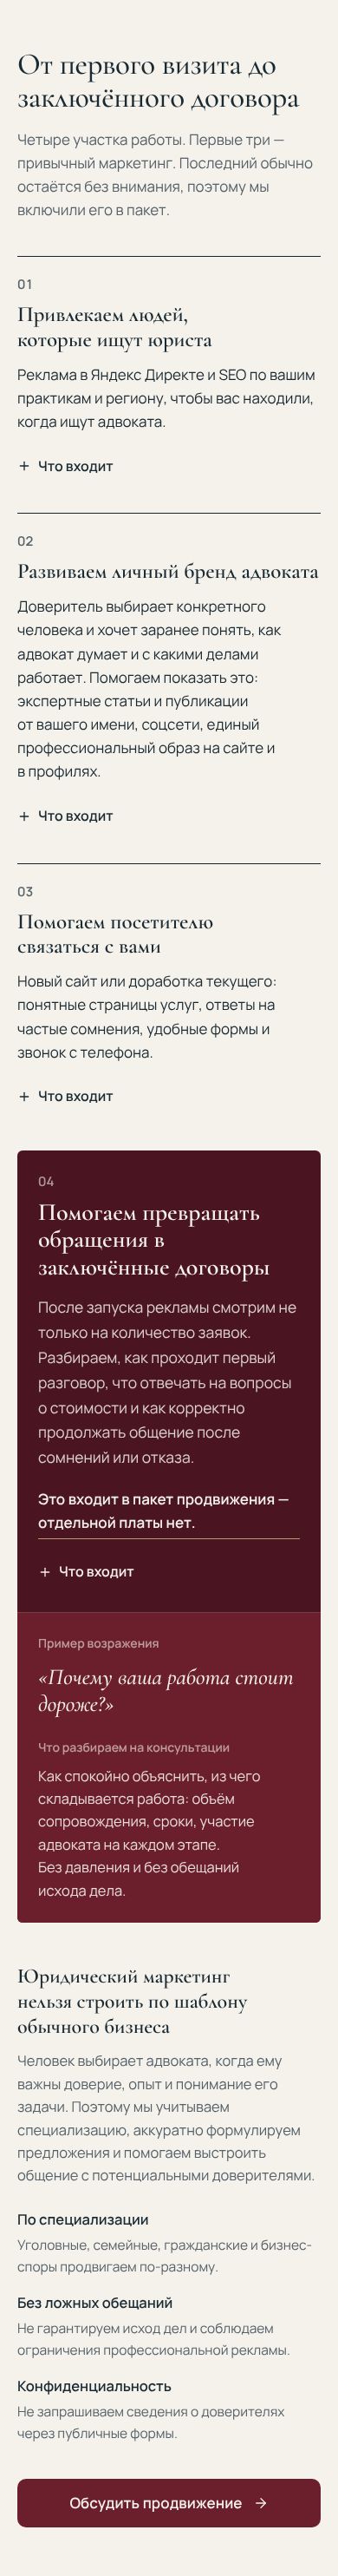 От первого визита до
заключённого договора
Четыре участка работы. Первые три —
привычный маркетинг. Последний обычно
остаётся без внимания, поэтому мы
включили его в пакет.
01
Привлекаем людей,
которые ищут юриста
Реклама в Яндекс Директе и SEO по вашим
практикам и региону, чтобы вас находили,
когда ищут адвоката.
+ Что входит
02
Развиваем личный бренд адвоката
Доверитель выбирает конкретного
человека и хочет заранее понять, как
адвокат думает и с какими делами
работает. Помогаем показать это:
экспертные статьи и публикации
от вашего имени, соцсети, единый
профессиональный образ на сайте и
в профилях.
+ Что входит
03
Помогаем посетителю
связаться с вами
Новый сайт или доработка текущего:
понятные страницы услуг, ответы на
частые сомнения, удобные формы и
звонок с телефона.
+ Что входит
04
Помогаем превращать
обращения в
заключённые договоры
После запуска рекламы смотрим не
только на количество заявок.
Разбираем, как проходит первый
разговор, что отвечать на вопросы
о стоимости и как корректно
продолжать общение после
сомнений или отказа.
Это входит в пакет продвижения —
отдельной платы нет.
+ Что входит
Пример возражения
«Почему ваша работа стоит
дороже?»
Что разбираем на консультации
Как спокойно объяснить, из чего
складывается работа: объём
сопровождения, сроки, участие
адвоката на каждом этапе.
Без давления и без обещаний
исхода дела.
Юридический маркетинг
нельзя строить по шаблону
обычного бизнеса
Человек выбирает адвоката, когда ему
важны доверие, опыт и понимание его
задачи. Поэтому мы учитываем
специализацию, аккуратно формулируем
предложения и помогаем выстроить
общение с потенциальными доверителями.
По специализации
Уголовные, семейные, гражданские и бизнес-
споры продвигаем по-разному.
Без ложных обещаний
Не гарантируем исход дел и соблюдаем
ограничения профессиональной рекламы.
Конфиденциальность
Не запрашиваем сведения о доверителях
через публичные формы.
Обсудить продвижение →